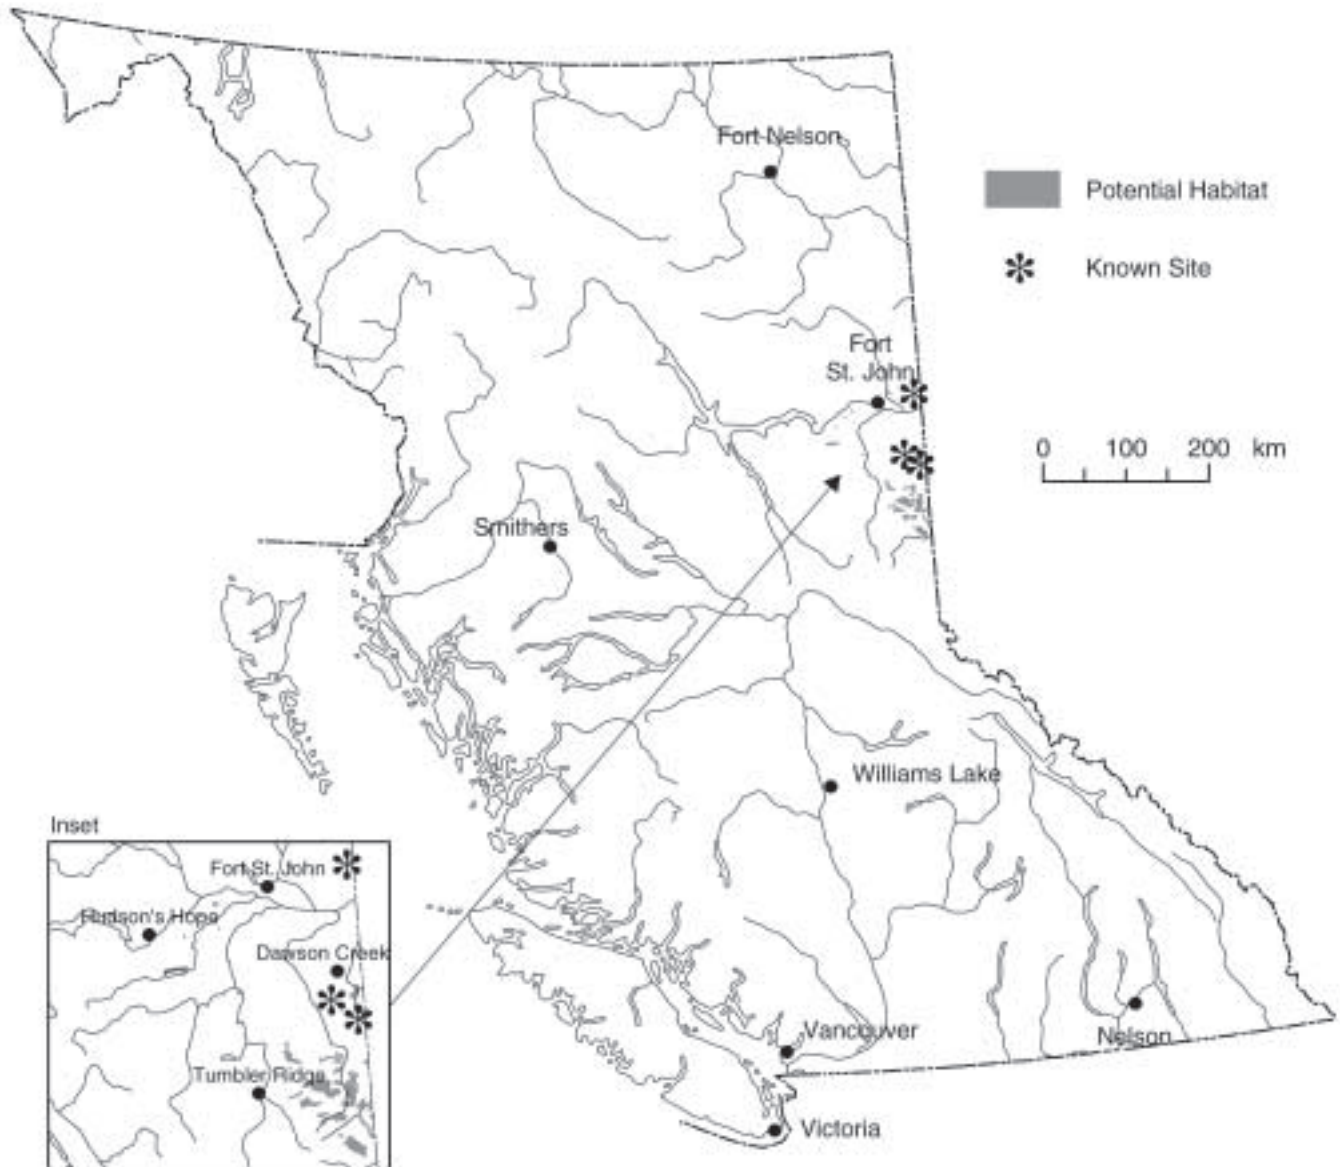 Fort Nelson
Potential Habitat
Known Site
Fort
St. John
0 100 200 km
Smithers
Williams Lake
Inset
Fort St. John
Hudson's Hope
Dawson Creek
Vancouver
Nelson
Tumbler Ridge
Victoria